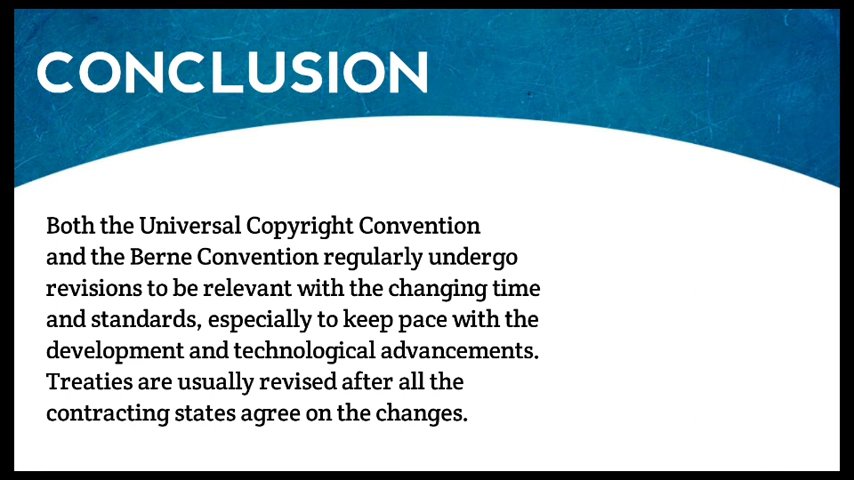 CONCLUSION
Both the Universal Copyright Convention
and the Berne Convention regularly undergo
revisions to be relevant with the changing time
and standards, especially to keep pace with the
development and technological advancements.
Treaties are usually revised after all the
contracting states agree on the changes.